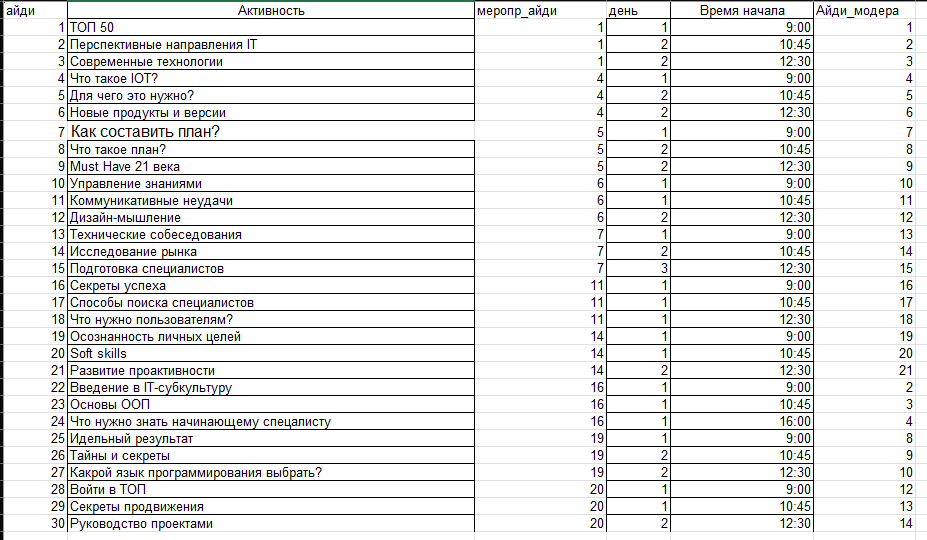 айди Активность меропр_айди день Время начала Айди_модера
1 ТОП 50 1 1 9:00 1
2 Перспективные направления IT 1 2 10:45 2
3 Современные технологии 1 2 12:30 3
4 Что такое IOT? 4 1 9:00 4
5 Для чего это нужно? 4 2 10:45 5
6 Новые продукты и версии 4 2 12:30 6
7 Как составить план? 5 1 9:00 7
8 Что такое план? 5 2 10:45 8
9 Must Have 21 века 5 2 12:30 9
10 Управление знаниями 6 1 9:00 10
11 Коммуникативные неудачи 6 1 10:45 11
12 Дизайн-мышление 6 2 12:30 12
13 Технические собеседования 7 1 9:00 13
14 Исследование рынка 7 2 10:45 14
15 Подготовка специалистов 7 3 12:30 15
16 Секреты успеха 11 1 9:00 16
17 Способы поиска специалистов 11 1 10:45 17
18 Что нужно пользователям? 11 1 12:30 18
19 Осознанность личных целей 14 1 9:00 19
20 Soft skills 14 1 10:45 20
21 Развитие проактивности 14 2 12:30 21
22 Введение в IT-субкультуру 16 1 9:00 2
23 Основы ООП 16 1 10:45 3
24 Что нужно знать начинающему спецалисту 16 1 16:00 4
25 Идельный результат 19 1 9:00 8
26 Тайны и секреты 19 2 10:45 9
27 Какрой язык программирования выбрать? 19 2 12:30 10
28 Войти в ТОП 20 1 9:00 12
29 Секреты продвижения 20 1 10:45 13
30 Руководство проектами 20 2 12:30 14